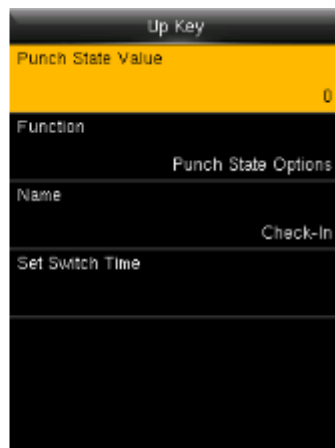 Up Key
Punch State Value
0
Function
Punch State Options
Name
Check-In
Set Switch Time